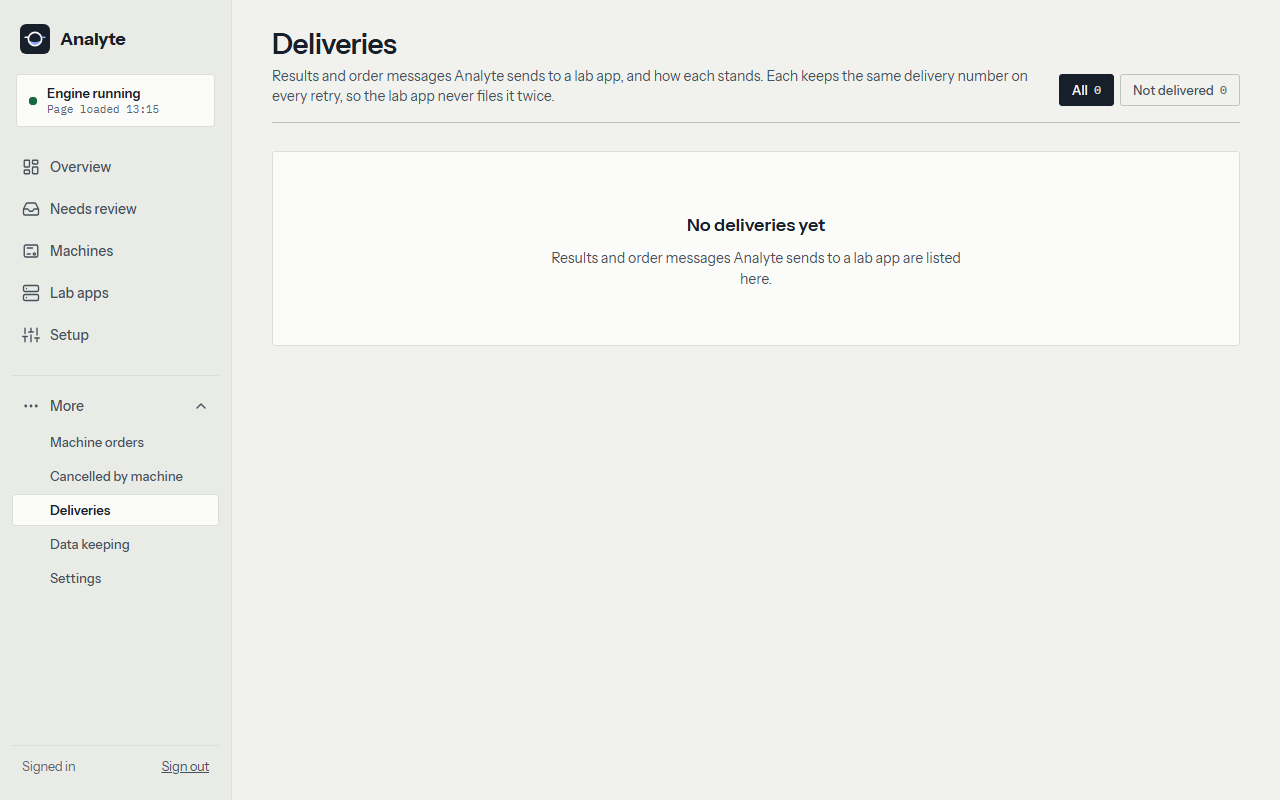 Analyte
Engine running
Page loaded 13:15
Overview
Needs review
Machines
Lab apps
Setup
More
Machine orders
Cancelled by machine
Deliveries
Data keeping
Settings
Signed in
Sign out
Deliveries
Results and order messages Analyte sends to a lab app, and how each stands. Each keeps the same delivery number on
every retry, so the lab app never files it twice.
All 0
Not delivered 0
No deliveries yet
Results and order messages Analyte sends to a lab app are listed
here.